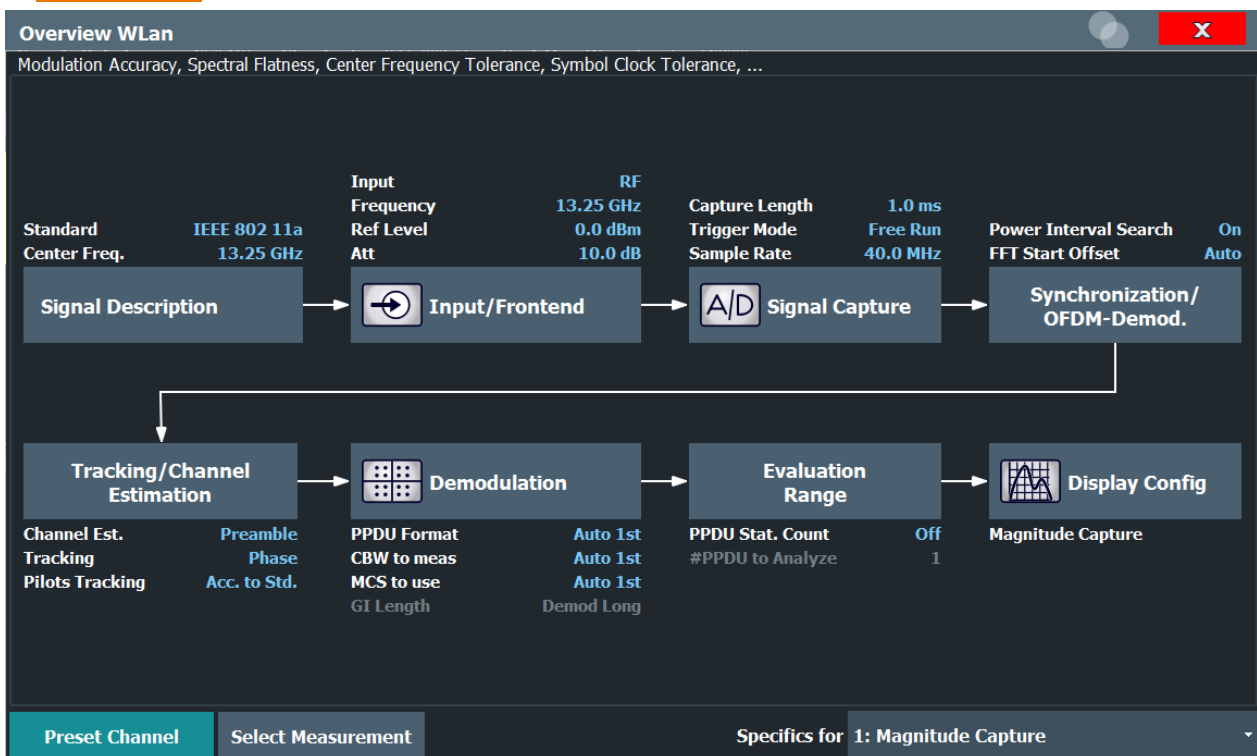 Overview WLan
X
Modulation Accuracy, Spectral Flatness, Center Frequency Tolerance, Symbol Clock Tolerance, ...
Standard IEEE 802 11a
Center Freq. 13.25 GHz
Signal Description
Input RF
Frequency 13.25 GHz
Ref Level 0.0 dBm
Att 10.0 dB
Input/Frontend
Capture Length 1.0 ms
Trigger Mode Free Run
Sample Rate 40.0 MHz
A/D Signal Capture
Power Interval Search On
FFT Start Offset Auto
Synchronization/
OFDM-Demod.
Tracking/Channel
Estimation
Channel Est. Preamble
Tracking Phase
Pilots Tracking Acc. to Std.
Demodulation
PPDU Format Auto 1st
CBW to meas Auto 1st
MCS to use Auto 1st
GI Length Demod Long
Evaluation
Range
PPDU Stat. Count Off
#PPDU to Analyze 1
Display Config
Magnitude Capture
Preset Channel
Select Measurement
Specifics for 1: Magnitude Capture